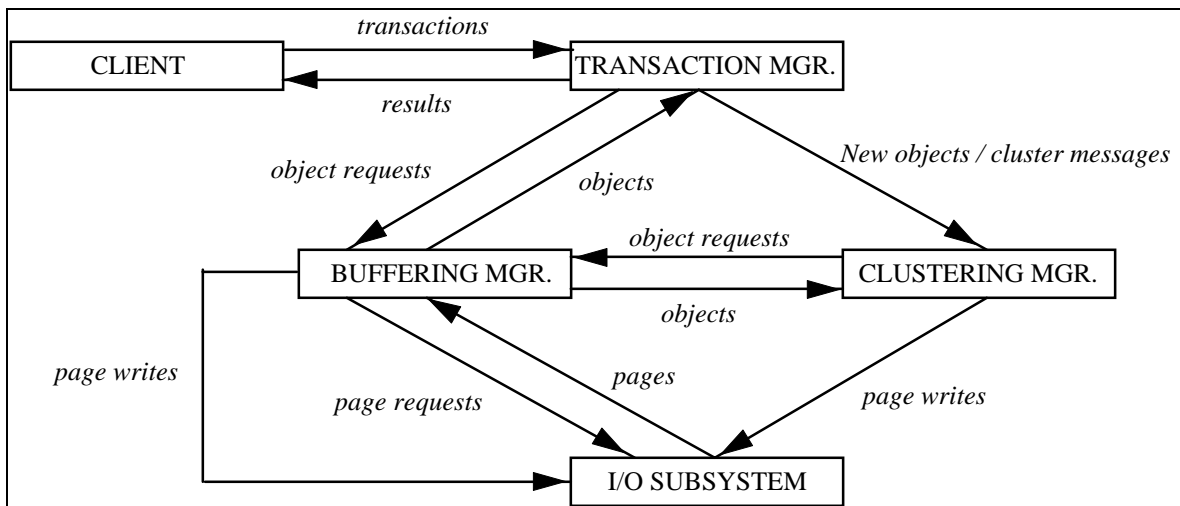 transactions
CLIENT
TRANSACTION MGR.
results
New objects / cluster messages
object requests
objects
object requests
BUFFERING MGR.
CLUSTERING MGR.
objects
page writes
pages
page requests
page writes
I/O SUBSYSTEM